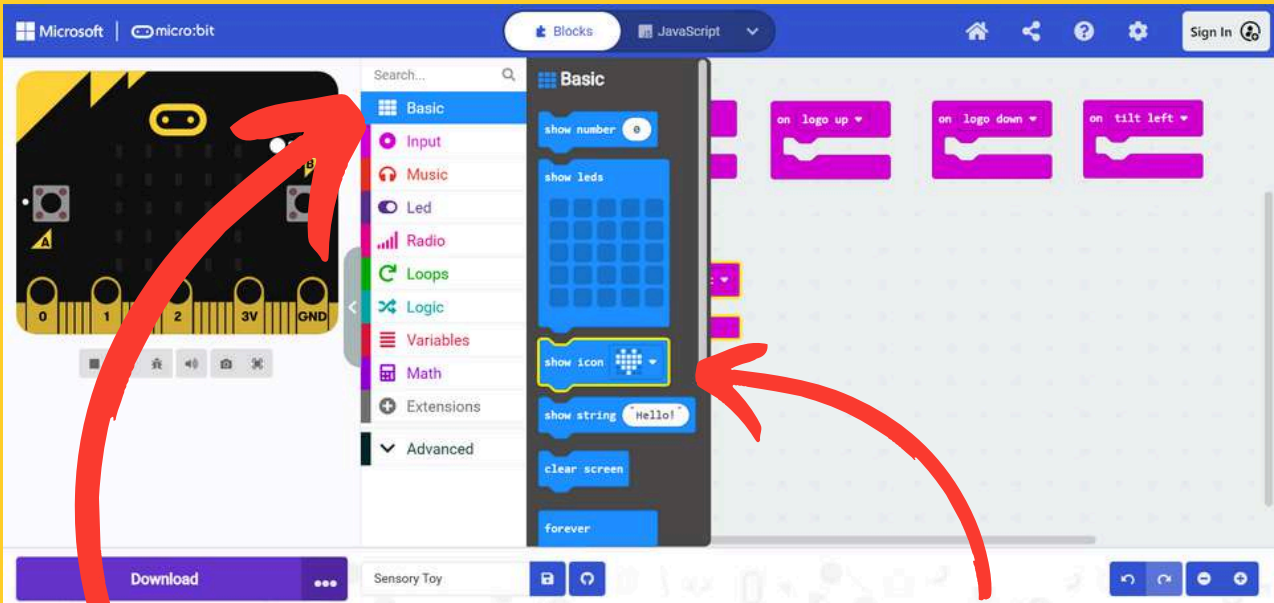 Microsoft
micro:bit
Blocks
JavaScript
Sign In
Search...
Basic
Input
Music
Led
Radio
Loops
Logic
Variables
Math
Extensions
Advanced
Basic
show number 0
show leds
show icon
show string "Hello!"
clear screen
forever
on logo up
on logo down
on tilt left
B
A
0 1 2 3V GND
Download
Sensory Toy